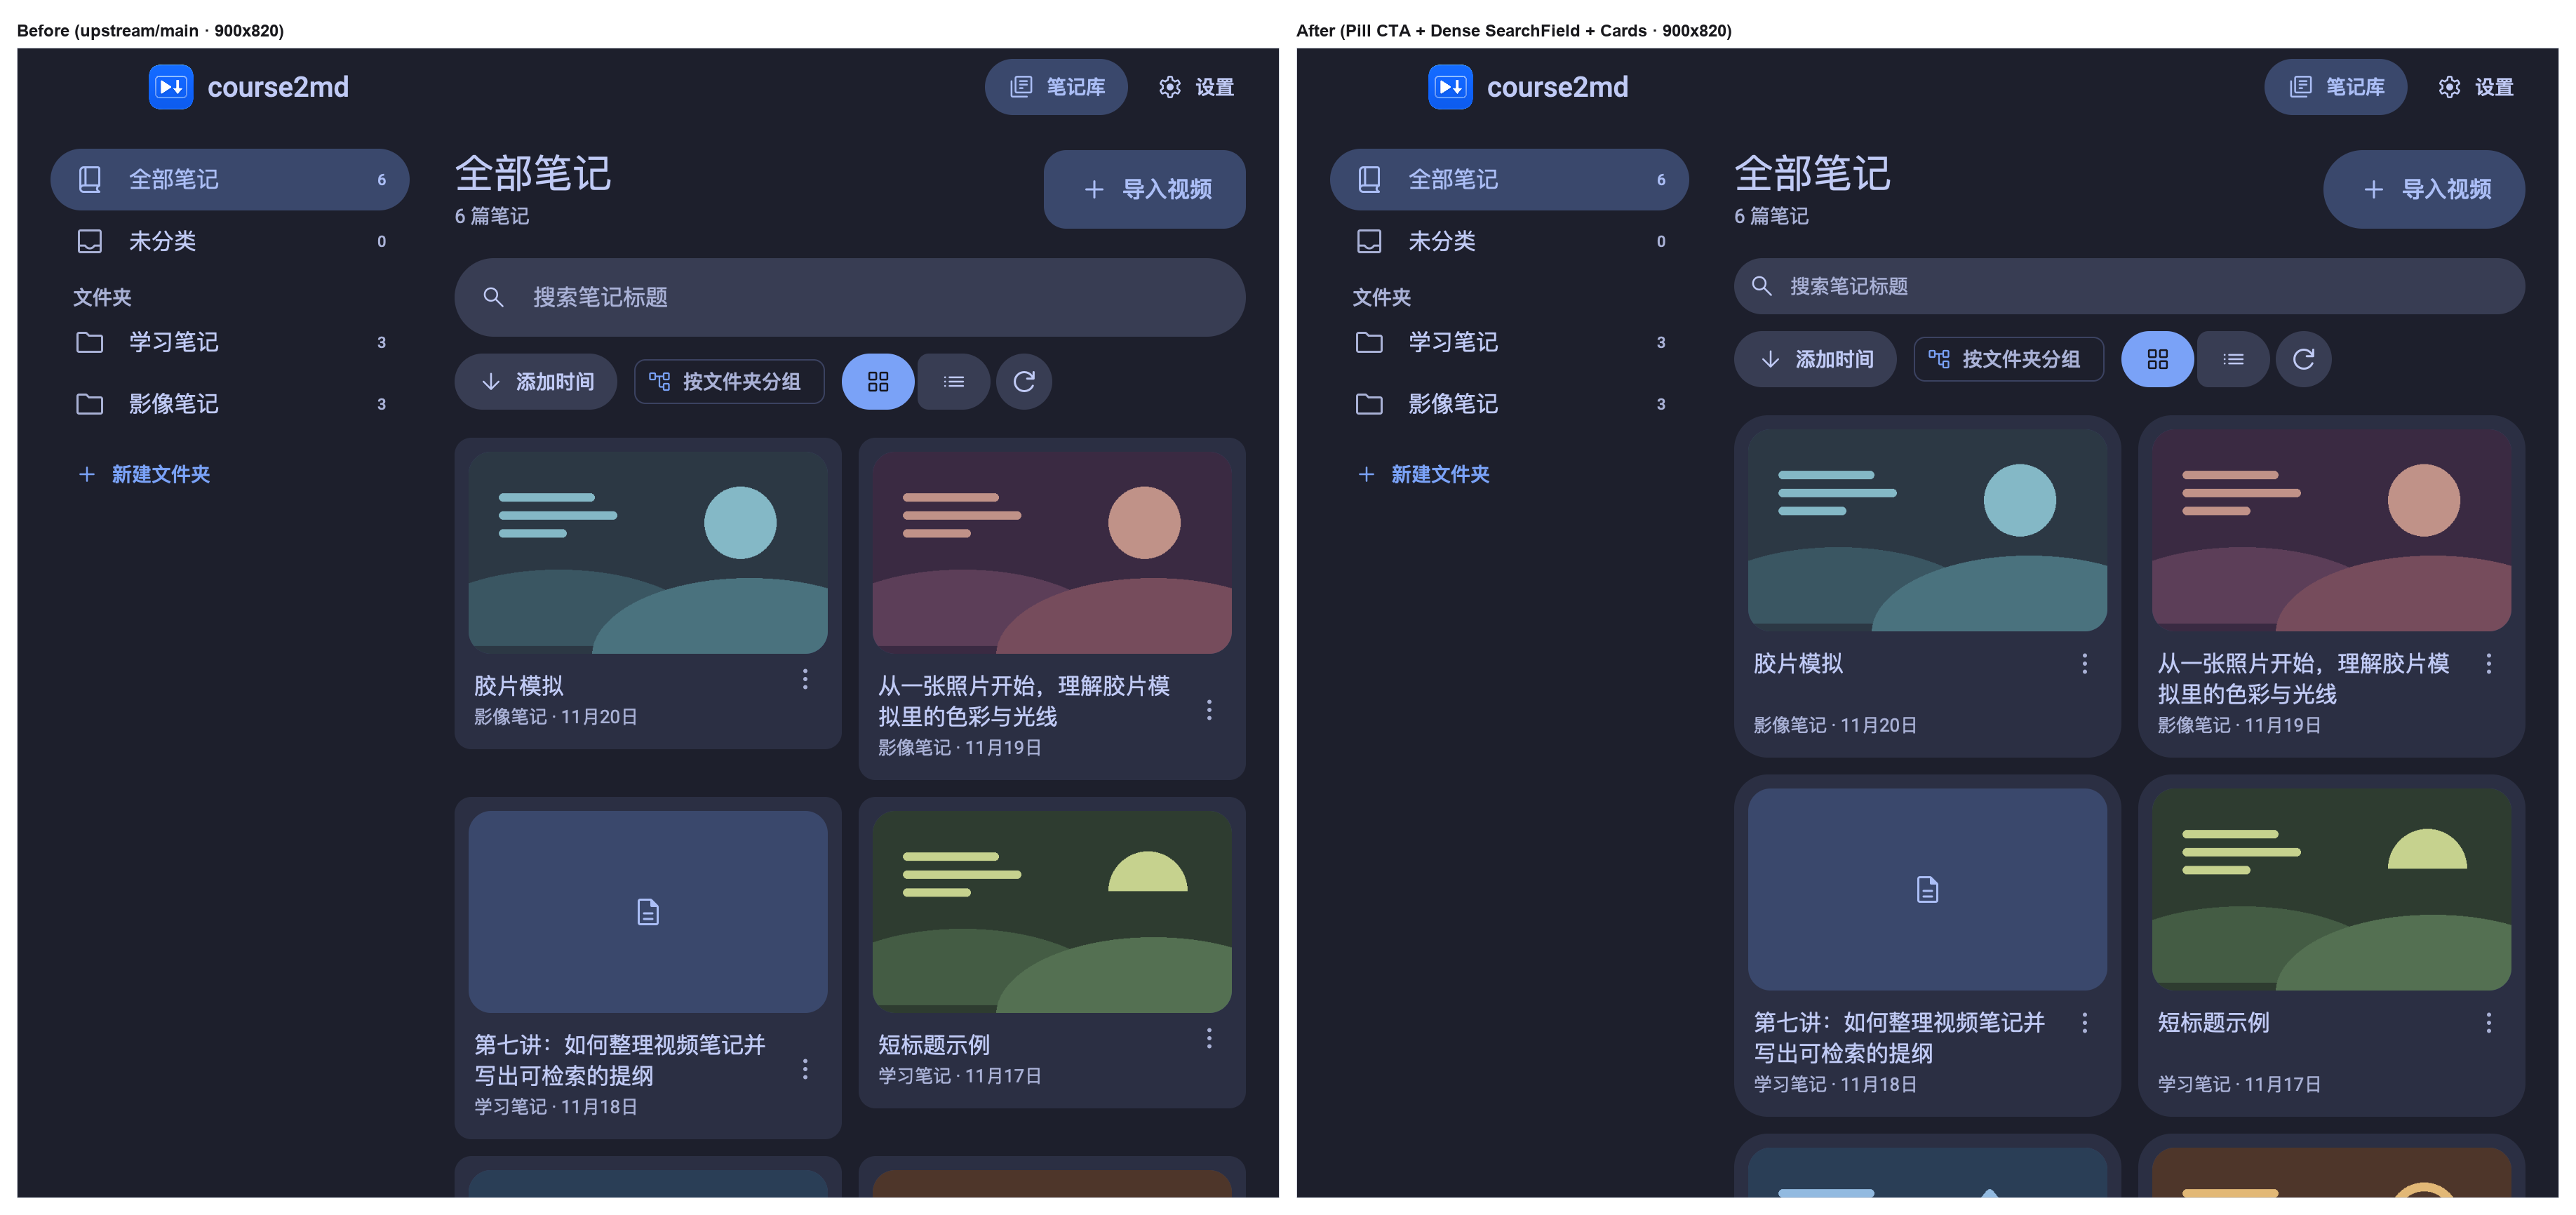 Before (upstream/main · 900x820)
course2md
笔记库
设置
全部笔记
6
未分类
0
文件夹
学习笔记
3
影像笔记
3
新建文件夹
全部笔记
6 篇笔记
导入视频
搜索笔记标题
添加时间
按文件夹分组
胶片模拟
影像笔记 · 11月20日
从一张照片开始，理解胶片模
拟里的色彩与光线
影像笔记 · 11月19日
第七讲：如何整理视频笔记并
写出可检索的提纲
学习笔记 · 11月18日
短标题示例
学习笔记 · 11月17日
After (Pill CTA + Dense SearchField + Cards · 900x820)
course2md
笔记库
设置
全部笔记
6
未分类
0
文件夹
学习笔记
3
影像笔记
3
新建文件夹
全部笔记
6 篇笔记
导入视频
搜索笔记标题
添加时间
按文件夹分组
胶片模拟
影像笔记 · 11月20日
从一张照片开始，理解胶片模
拟里的色彩与光线
影像笔记 · 11月19日
第七讲：如何整理视频笔记并
写出可检索的提纲
学习笔记 · 11月18日
短标题示例
学习笔记 · 11月17日